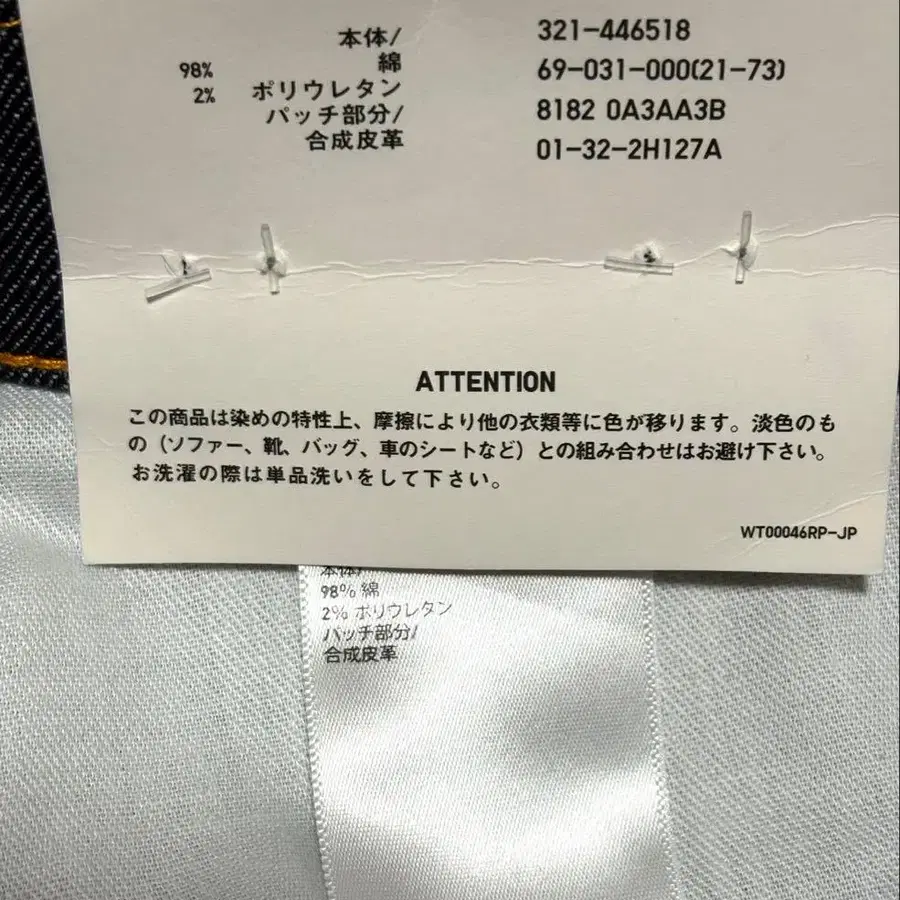 本体/
98% 綿
2% ポリウレタン
パッチ部分/
合成皮革
321-446518
69-031-000(21-73)
8182 0A3AA3B
01-32-2H127A
ATTENTION
この商品は染めの特性上、摩擦により他の衣類等に色が移ります。淡色のも
の（ソファー、靴、バッグ、車のシートなど）との組み合わせはお避け下さい。
お洗濯の際は単品洗いをして下さい。
WT00046RP-JP
本体/
98% 綿
2% ポリウレタン
パッチ部分/
合成皮革